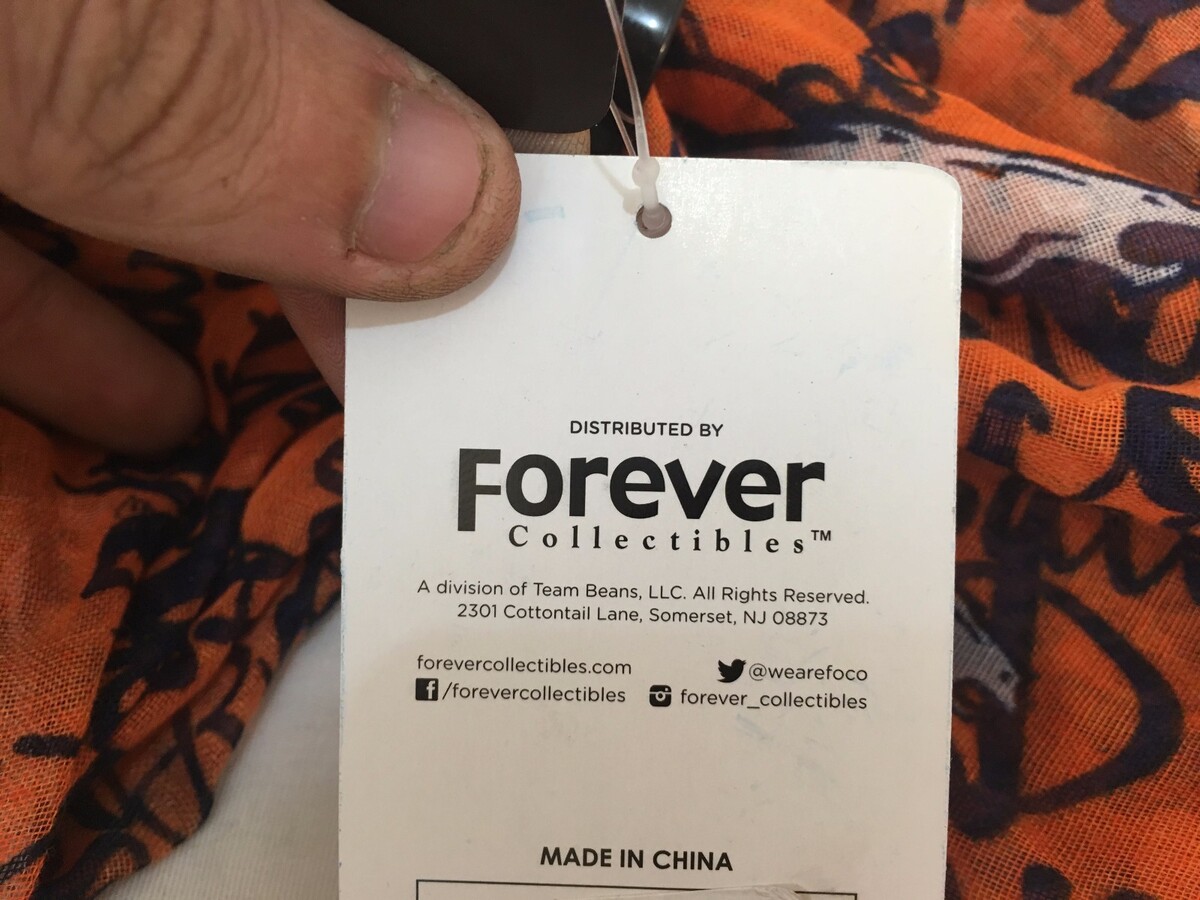 DISTRIBUTED BY
Forever
Collectibles™
A division of Team Beans, LLC. All Rights Reserved.
2301 Cottontail Lane, Somerset, NJ 08873
forevercollectibles.com @wearefoco
/forevercollectibles forever_collectibles
MADE IN CHINA